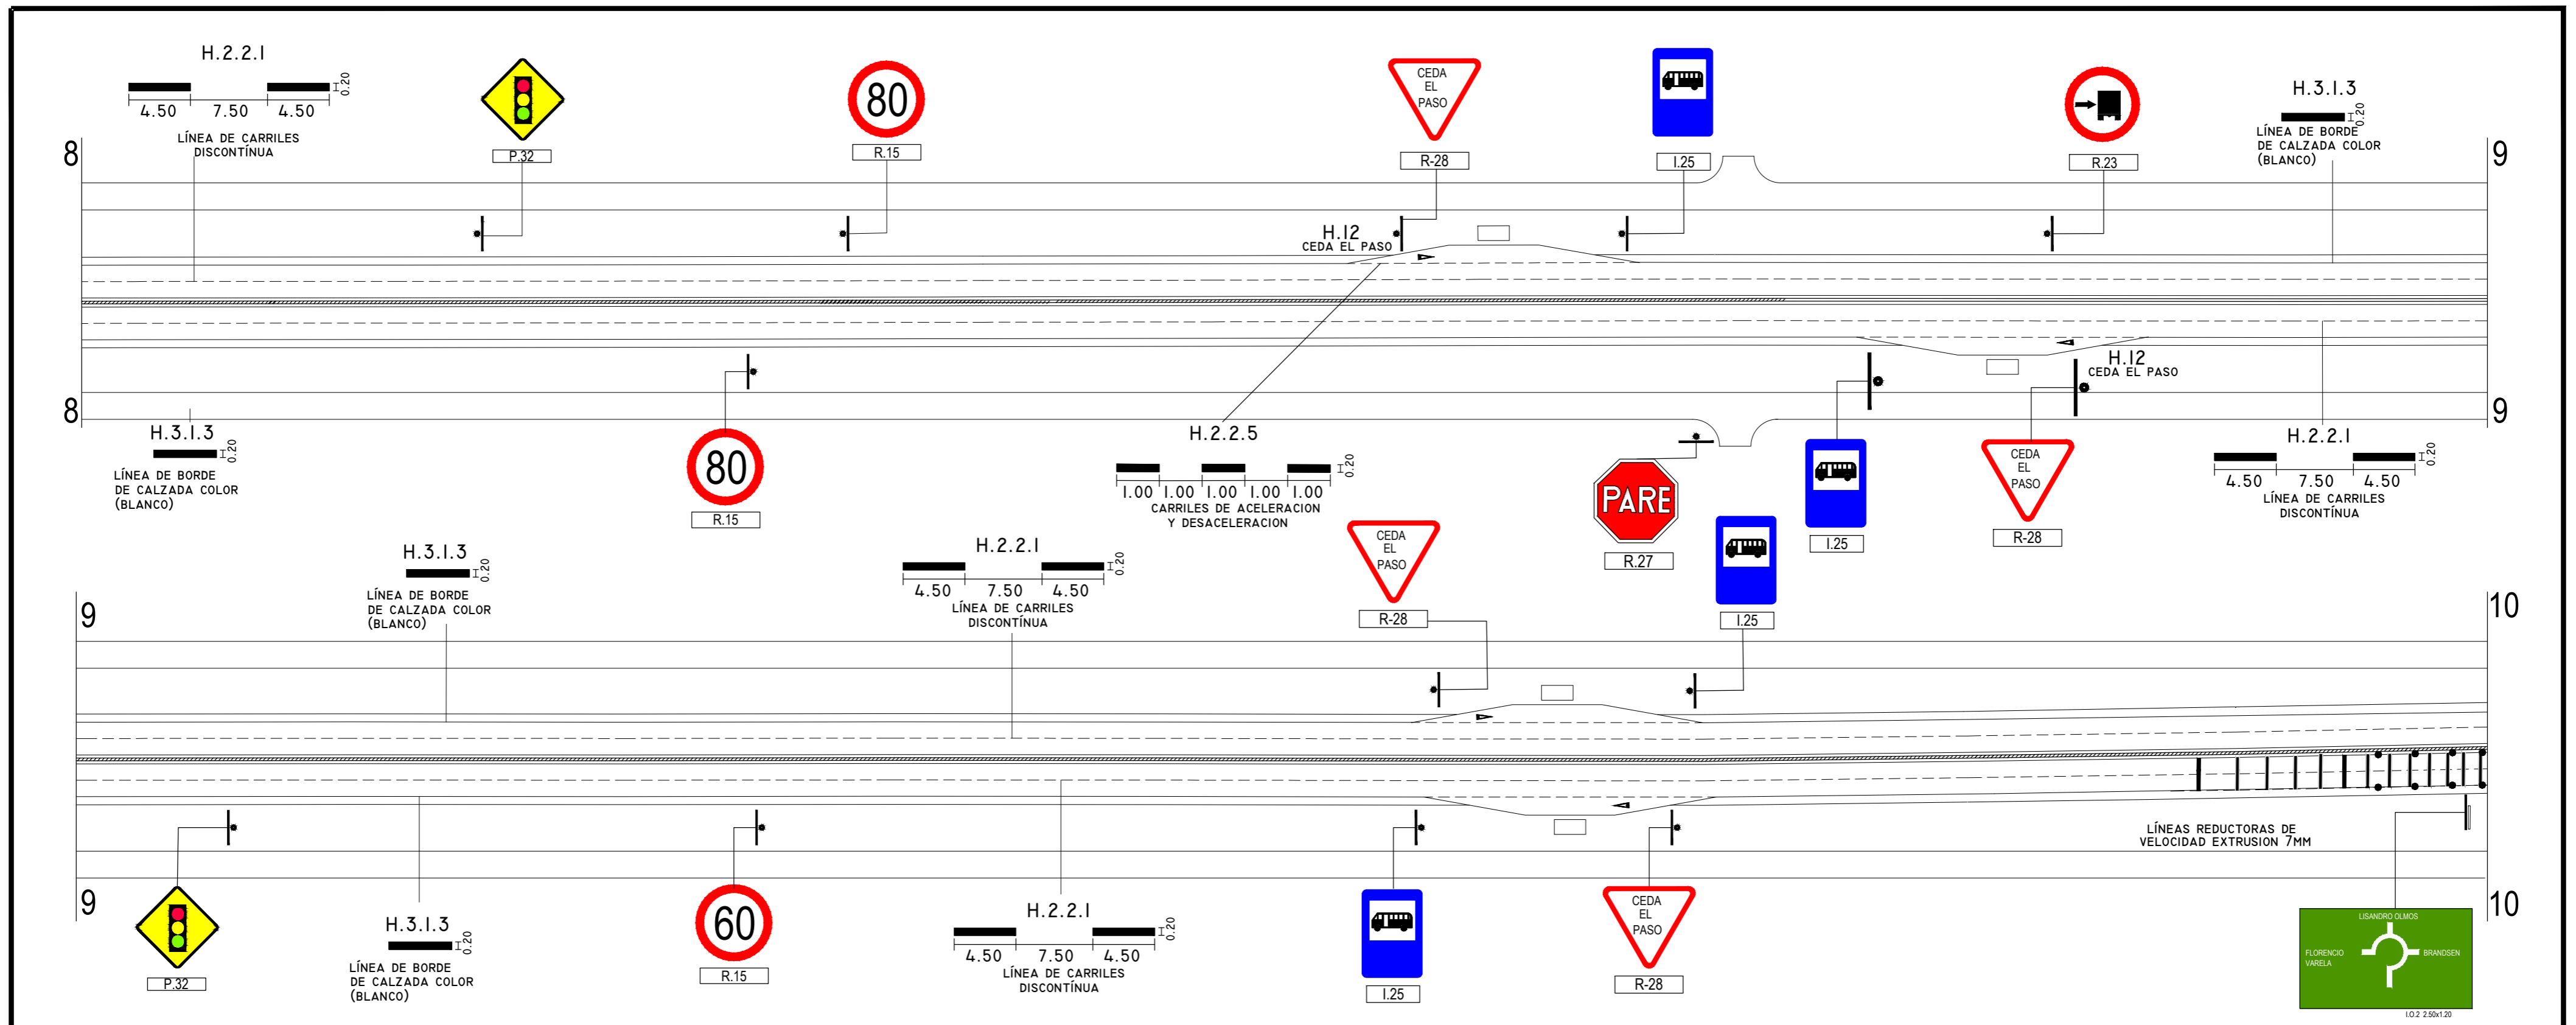 H.2.2.1
4.50 7.50 4.50
0.20
LÍNEA DE CARRILES
DISCONTÍNUA
P.32
80
R.15
CEDA
EL
PASO
R-28
I.25
R.23
H.3.1.3
0.20
LÍNEA DE BORDE
DE CALZADA COLOR
(BLANCO)
8
9
H.12
CEDA EL PASO
H.12
CEDA EL PASO
8
9
H.3.1.3
0.20
LÍNEA DE BORDE
DE CALZADA COLOR
(BLANCO)
80
R.15
H.2.2.5
0.20
1.00 1.00 1.00 1.00 1.00
CARRILES DE ACELERACION
Y DESACELERACION
PARE
R.27
I.25
CEDA
EL
PASO
R-28
H.2.2.1
0.20
4.50 7.50 4.50
LÍNEA DE CARRILES
DISCONTÍNUA
H.3.1.3
0.20
LÍNEA DE BORDE
DE CALZADA COLOR
(BLANCO)
H.2.2.1
0.20
4.50 7.50 4.50
LÍNEA DE CARRILES
DISCONTÍNUA
CEDA
EL
PASO
R-28
I.25
9
10
LÍNEAS REDUCTORAS DE
VELOCIDAD EXTRUSION 7MM
9
10
P.32
H.3.1.3
0.20
LÍNEA DE BORDE
DE CALZADA COLOR
(BLANCO)
60
R.15
H.2.2.1
0.20
4.50 7.50 4.50
LÍNEA DE CARRILES
DISCONTÍNUA
I.25
CEDA
EL
PASO
R-28
LISANDRO OLMOS
FLORENCIO
VARELA
BRANDSEN
I.O.2 2.50x1.20